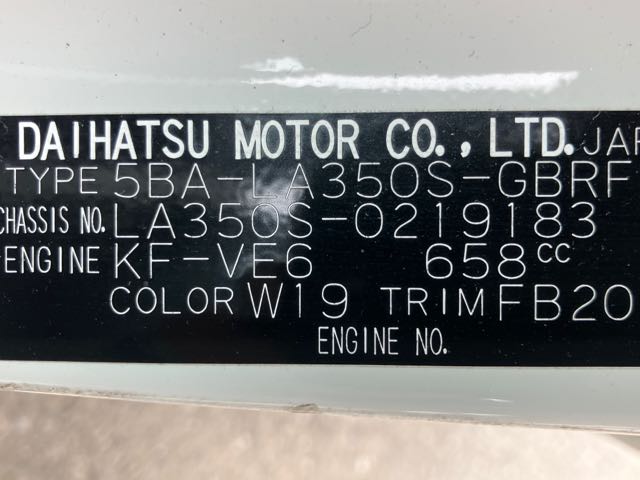 DAIHATSU MOTOR CO., LTD. JAP
TYPE 5BA-LA350S-GBRF
CHASSIS NO. LA350S-0219183
ENGINE KF-VE6 658CC
COLOR W19 TRIM FB20
ENGINE NO.